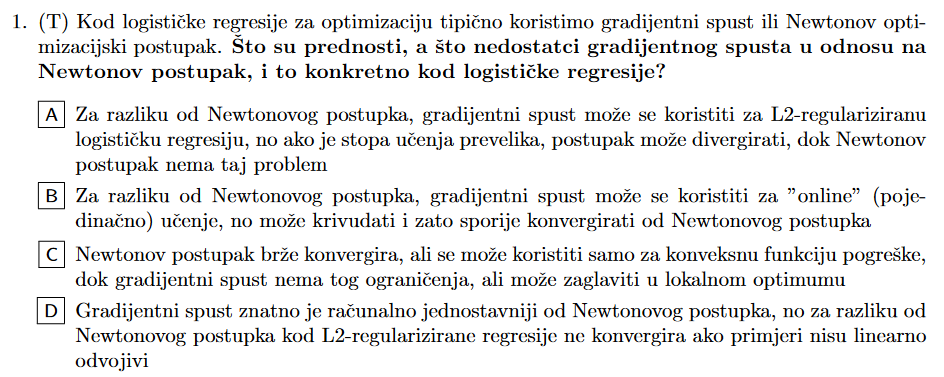 1. (T) Kod logističke regresije za optimizaciju tipično koristimo gradijentni spust ili Newtonov opti-
mizacijski postupak. Što su prednosti, a što nedostatci gradijentnog spusta u odnosu na
Newtonov postupak, i to konkretno kod logističke regresije?
A Za razliku od Newtonovog postupka, gradijentni spust može se koristiti za L2-regulariziranu
logističku regresiju, no ako je stopa učenja prevelika, postupak može divergirati, dok Newtonov
postupak nema taj problem
B Za razliku od Newtonovog postupka, gradijentni spust može se koristiti za ”online” (poje-
dinačno) učenje, no može krivudati i zato sporije konvergirati od Newtonovog postupka
C Newtonov postupak brže konvergira, ali se može koristiti samo za konveksnu funkciju pogreške,
dok gradijentni spust nema tog ograničenja, ali može zaglaviti u lokalnom optimumu
D Gradijentni spust znatno je računalno jednostavniji od Newtonovog postupka, no za razliku od
Newtonovog postupka kod L2-regularizirane regresije ne konvergira ako primjeri nisu linearno
odvojivi